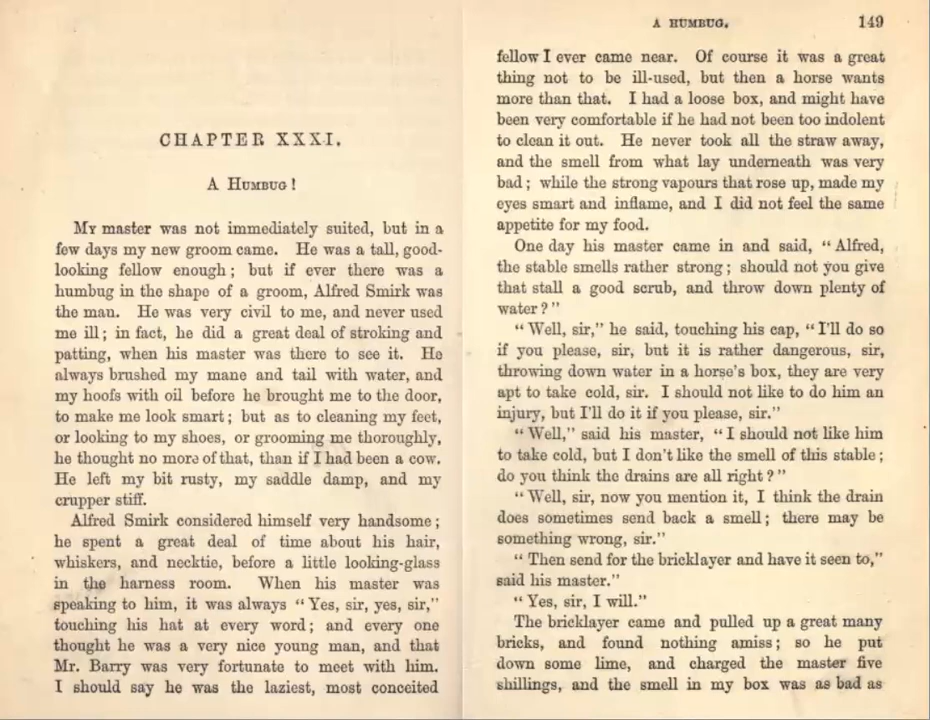 CHAPTER XXXI.
A HUMBUG!
MY master was not immediately suited, but in a
few days my new groom came. He was a tall, good-
looking fellow enough; but if ever there was a
humbug in the shape of a groom, Alfred Smirk was
the man. He was very civil to me, and never used
me ill; in fact, he did a great deal of stroking and
patting, when his master was there to see it. He
always brushed my mane and tail with water, and
my hoofs with oil before he brought me to the door,
to make me look smart; but as to cleaning my feet,
or looking to my shoes, or grooming me thoroughly,
he thought no more of that, than if I had been a cow.
He left my bit rusty, my saddle damp, and my
crupper stiff.
Alfred Smirk considered himself very handsome;
he spent a great deal of time about his hair,
whiskers, and necktie, before a little looking-glass
in the harness room. When his master was
speaking to him, it was always "Yes, sir, yes, sir,"
touching his hat at every word; and every one
thought he was a very nice young man, and that
Mr. Barry was very fortunate to meet with him.
I should say he was the laziest, most conceited
A HUMBUG. 149
fellow I ever came near. Of course it was a great
thing not to be ill-used, but then a horse wants
more than that. I had a loose box, and might have
been very comfortable if he had not been too indolent
to clean it out. He never took all the straw away,
and the smell from what lay underneath was very
bad; while the strong vapours that rose up, made my
eyes smart and inflame, and I did not feel the same
appetite for my food.
One day his master came in and said, "Alfred,
the stable smells rather strong; should not you give
that stall a good scrub, and throw down plenty of
water?"
"Well, sir," he said, touching his cap, "I'll do so
if you please, sir, but it is rather dangerous, sir,
throwing down water in a horse's box, they are very
apt to take cold, sir. I should not like to do him an
injury, but I'll do it if you please, sir."
"Well," said his master, "I should not like him
to take cold, but I don't like the smell of this stable;
do you think the drains are all right?"
"Well, sir, now you mention it, I think the drain
does sometimes send back a smell; there may be
something wrong, sir."
"Then send for the bricklayer and have it seen to,"
said his master."
"Yes, sir, I will."
The bricklayer came and pulled up a great many
bricks, and found nothing amiss; so he put
down some lime, and charged the master five
shillings, and the smell in my box was as bad as